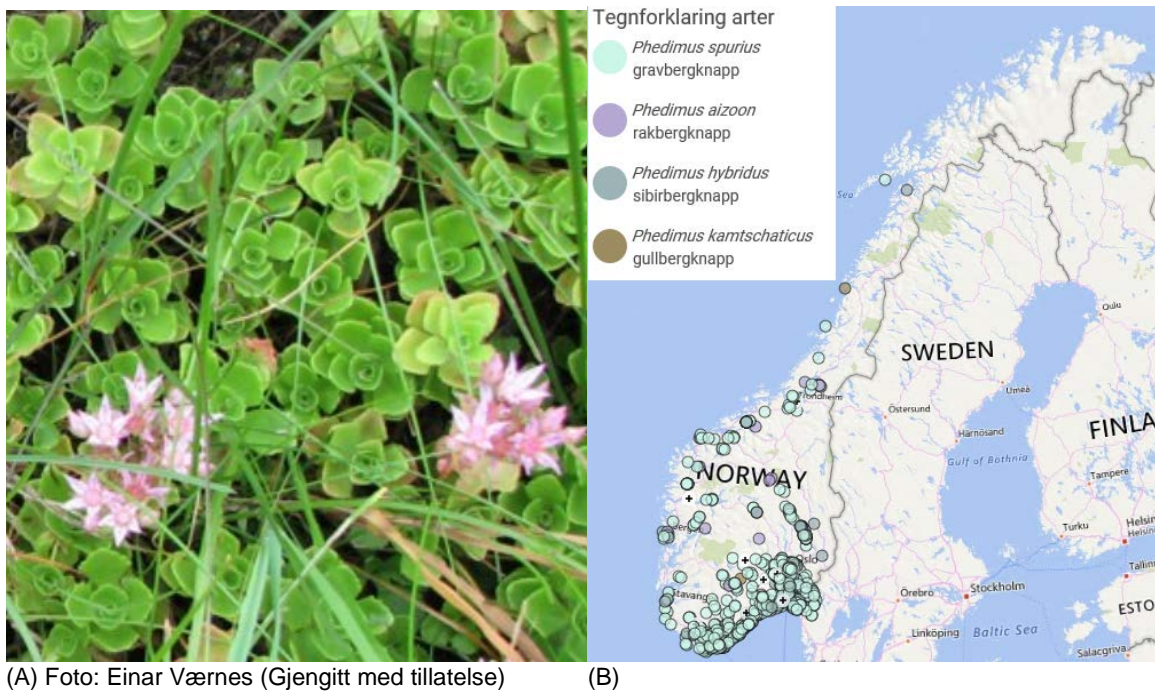 Tegnforklaring arter
Phedimus spurius
gravbergknapp
Phedimus aizoon
rakbergknapp
Phedimus hybridus
sibirbergknapp
Phedimus kamtschaticus
gullbergknapp
Sea
Oulu
SWEDEN
Umeå
Trondheim
Östersund
Härnösand
FINLA
Gulf of Bothnia
NORWAY
Tampere
Turku
Helsin
Helsin
Oslo
Tallin
Stavang
Örebro
Stockholm
ESTO
Linköping
Baltic Sea
Salacgriva
(A) Foto: Einar Værnes (Gjengitt med tillatelse)
(B)